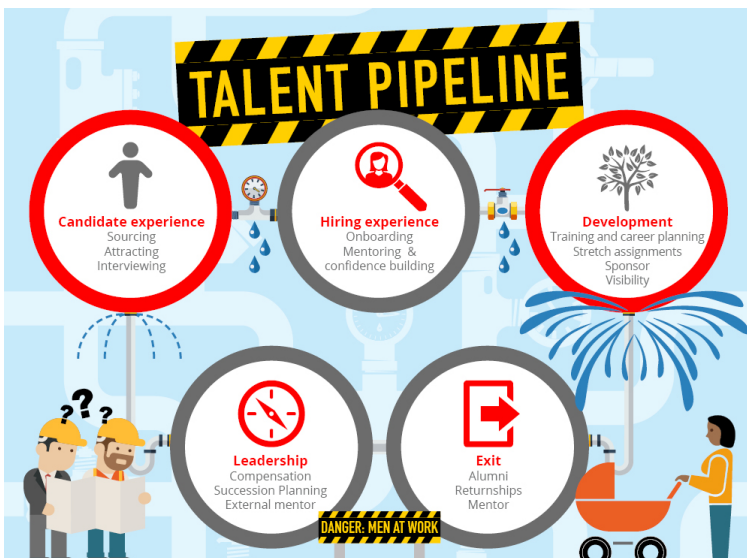 TALENT PIPELINE
Candidate experience
Sourcing
Attracting
Interviewing
Hiring experience
Onboarding
Mentoring &
confidence building
Development
Training and career planning
Stretch assignments
Sponsor
Visibility
? ? ?
Leadership
Compensation
Succession Planning
External mentor
Exit
Alumni
Returnships
Mentor
DANGER: MEN AT WORK